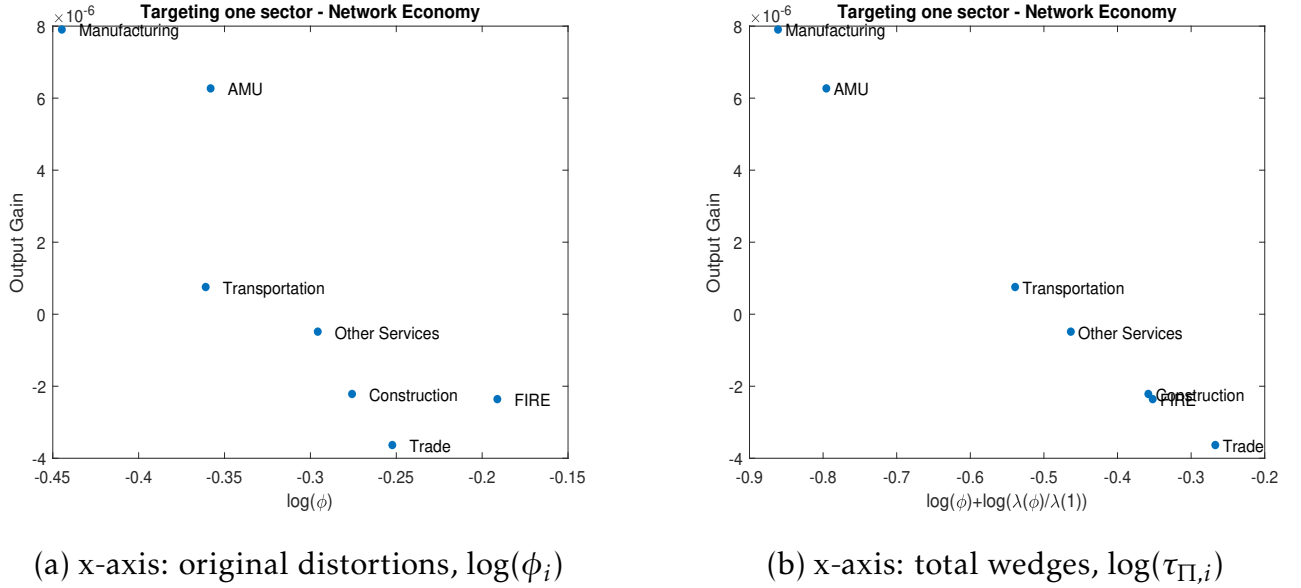 Targeting one sector - Network Economy
×10⁻⁶
8
6
4
2
0
-2
-4
Output Gain
Manufacturing
AMU
Transportation
Other Services
Construction
FIRE
Trade
-0.45 -0.4 -0.35 -0.3 -0.25 -0.2 -0.15
log(ϕ)
(a) x-axis: original distortions, log(ϕᵢ)
Targeting one sector - Network Economy
×10⁻⁶
8
6
4
2
0
-2
-4
Output Gain
Manufacturing
AMU
Transportation
Other Services
Construction
FIRE
Trade
-0.9 -0.8 -0.7 -0.6 -0.5 -0.4 -0.3 -0.2
log(ϕ)+log(λ(ϕ)/λ(1))
(b) x-axis: total wedges, log(τ_Π,i)